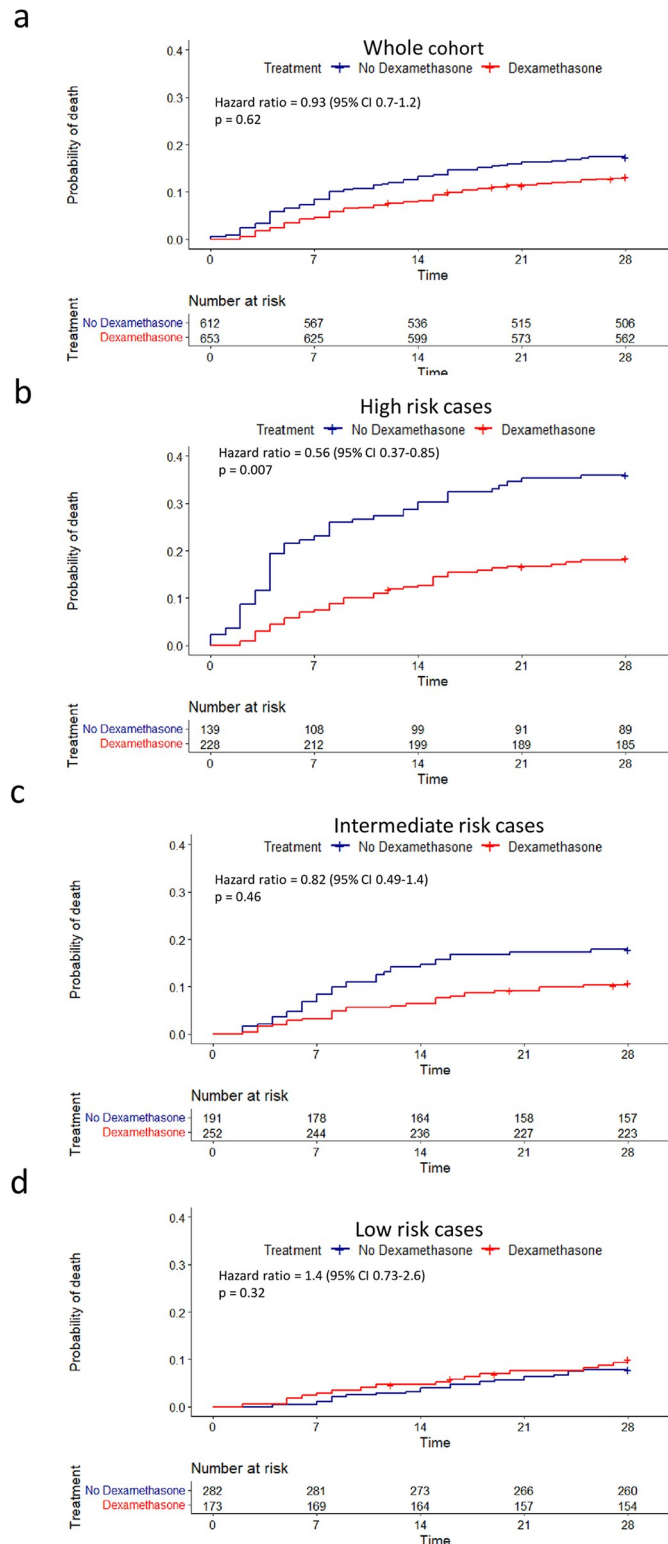 a
Whole cohort
Treatment No Dexamethasone Dexamethasone
Hazard ratio = 0.93 (95% CI 0.7-1.2)
p = 0.62
Probability of death
0.4
0.3
0.2
0.1
0.0
0 7 14 21 28
Time
Number at risk
Treatment
No Dexamethasone 612 567 536 515 506
Dexamethasone 653 625 599 573 562
0 7 14 21 28
b
High risk cases
Treatment No Dexamethasone Dexamethasone
Hazard ratio = 0.56 (95% CI 0.37-0.85)
p = 0.007
Probability of death
0.4
0.3
0.2
0.1
0.0
0 7 14 21 28
Time
Number at risk
Treatment
No Dexamethasone 139 108 99 91 89
Dexamethasone 228 212 199 189 185
0 7 14 21 28
c
Intermediate risk cases
Treatment No Dexamethasone Dexamethasone
Hazard ratio = 0.82 (95% CI 0.49-1.4)
p = 0.46
Probability of death
0.4
0.3
0.2
0.1
0.0
0 7 14 21 28
Time
Number at risk
Treatment
No Dexamethasone 191 178 164 158 157
Dexamethasone 252 244 236 227 223
0 7 14 21 28
d
Low risk cases
Treatment No Dexamethasone Dexamethasone
Hazard ratio = 1.4 (95% CI 0.73-2.6)
p = 0.32
Probability of death
0.4
0.3
0.2
0.1
0.0
0 7 14 21 28
Time
Number at risk
Treatment
No Dexamethasone 282 281 273 266 260
Dexamethasone 173 169 164 157 154
0 7 14 21 28